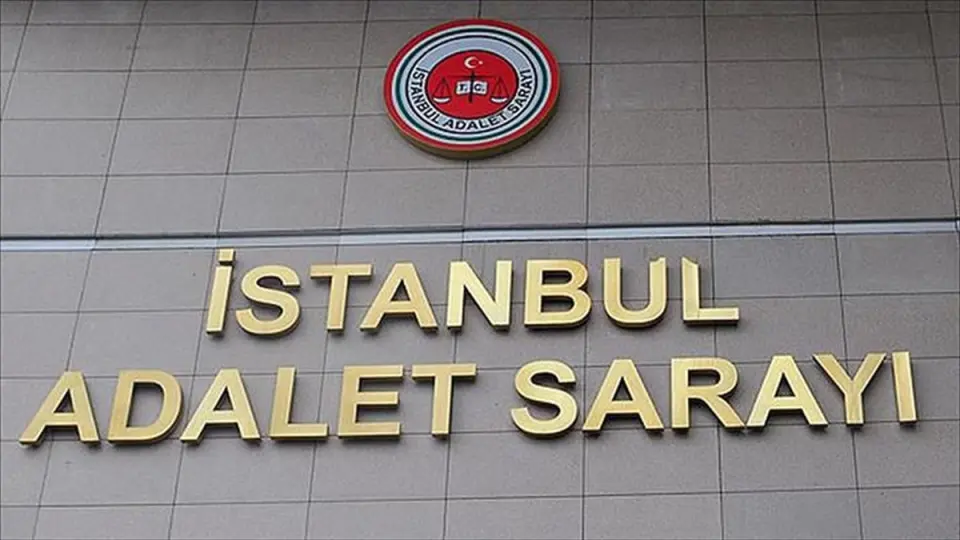 İSTANBUL ADALET SARAYI
T.C.
İSTANBUL
ADALET SARAYI